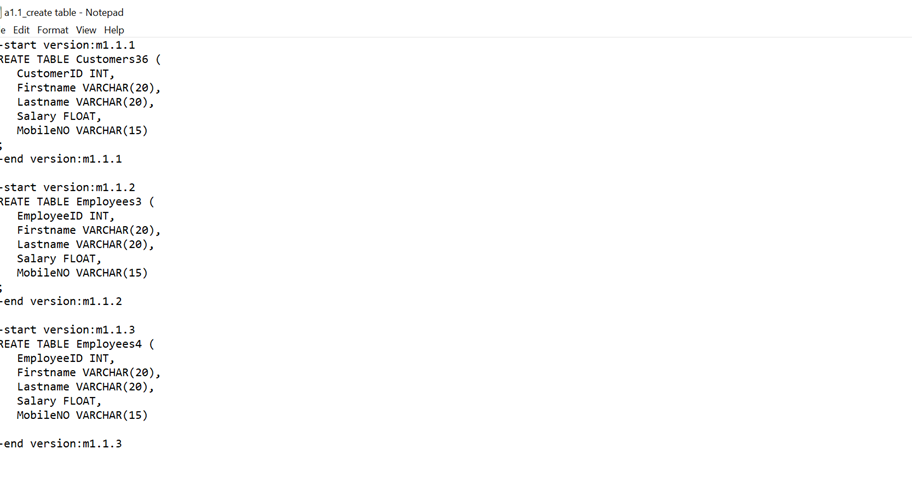 a1.1_create table - Notepad
e Edit Format View Help
-start version:m1.1.1
REATE TABLE Customers36 (
CustomerID INT,
Firstname VARCHAR(20),
Lastname VARCHAR(20),
Salary FLOAT,
MobileNO VARCHAR(15)
;
-end version:m1.1.1
-start version:m1.1.2
REATE TABLE Employees3 (
EmployeeID INT,
Firstname VARCHAR(20),
Lastname VARCHAR(20),
Salary FLOAT,
MobileNO VARCHAR(15)
;
-end version:m1.1.2
-start version:m1.1.3
REATE TABLE Employees4 (
EmployeeID INT,
Firstname VARCHAR(20),
Lastname VARCHAR(20),
Salary FLOAT,
MobileNO VARCHAR(15)
-end version:m1.1.3